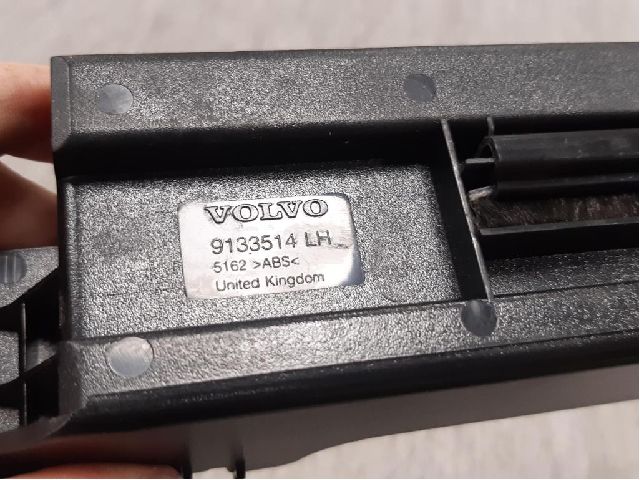 VOLVO
9133514 LH
5162 >ABS<
United Kingdom